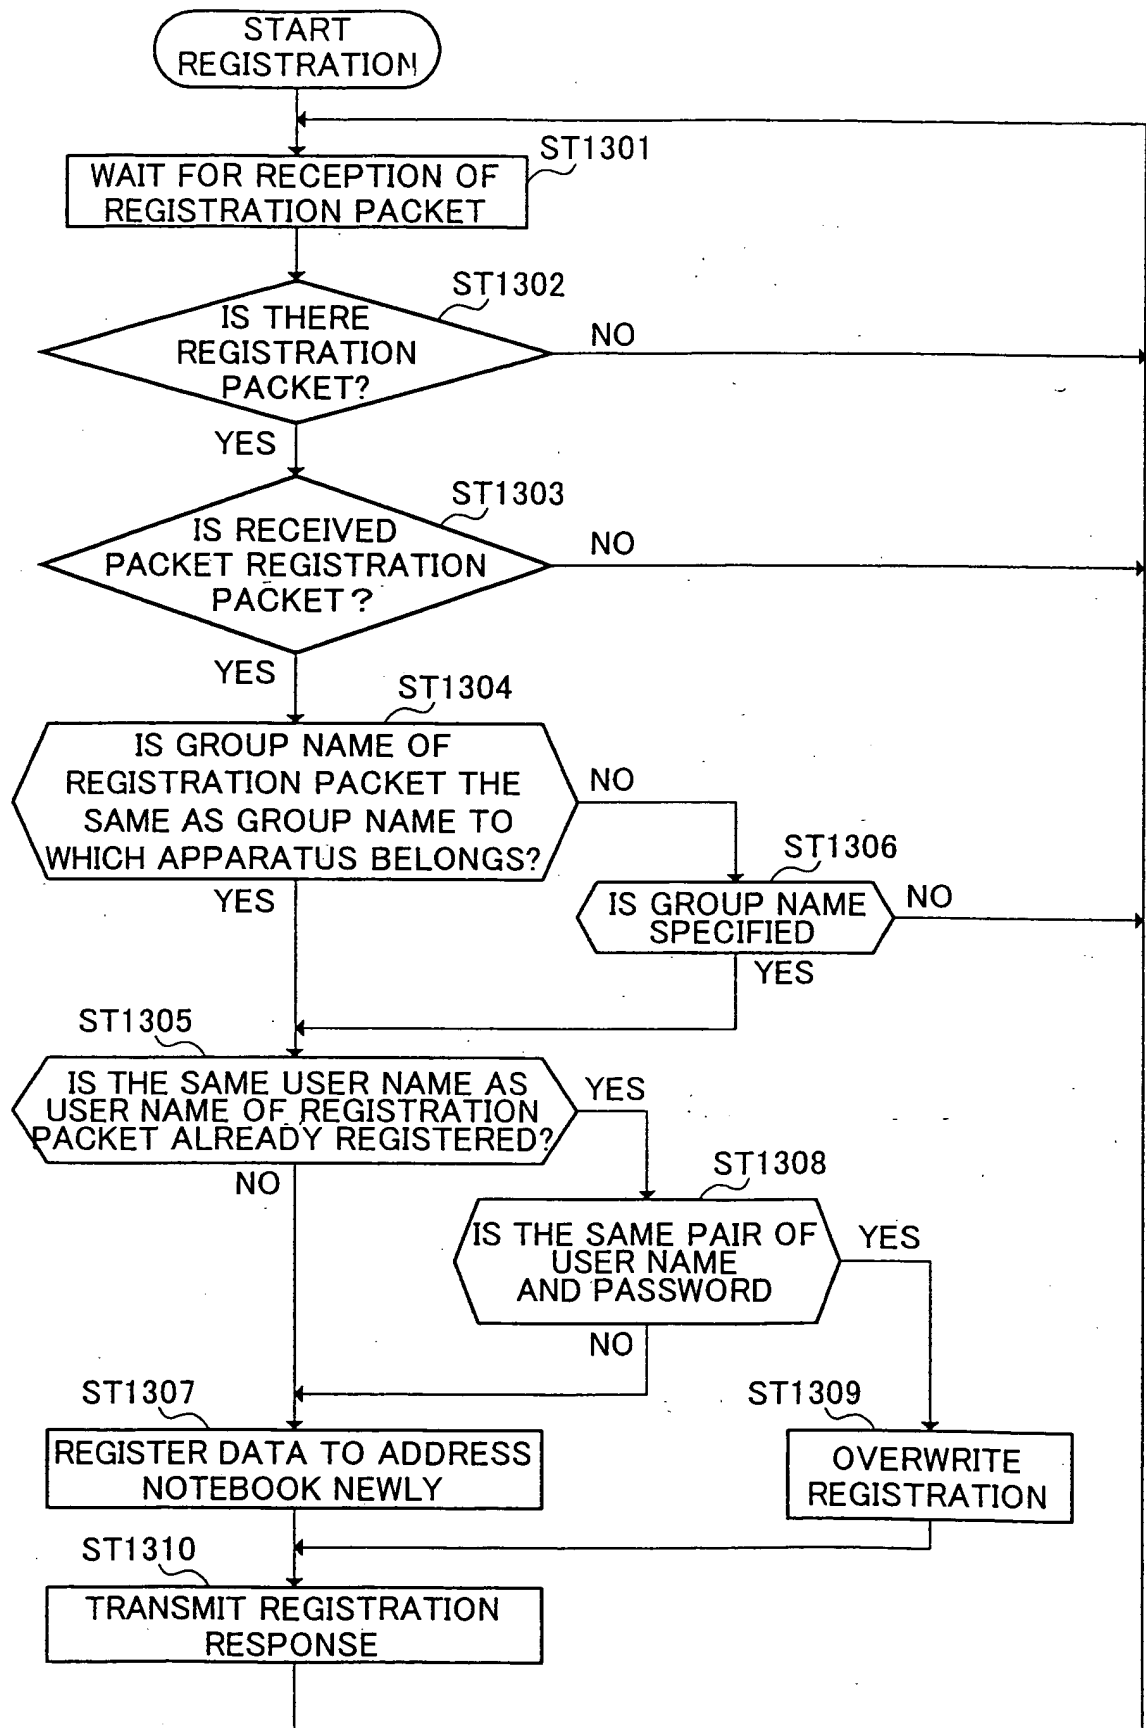 START
REGISTRATION
ST1301
WAIT FOR RECEPTION OF
REGISTRATION PACKET
ST1302
IS THERE
REGISTRATION
PACKET?
NO
YES
ST1303
IS RECEIVED
PACKET REGISTRATION
PACKET?
NO
YES
ST1304
IS GROUP NAME OF
REGISTRATION PACKET THE
SAME AS GROUP NAME TO
WHICH APPARATUS BELONGS?
NO
YES
ST1306
IS GROUP NAME
SPECIFIED
NO
YES
ST1305
IS THE SAME USER NAME AS
USER NAME OF REGISTRATION
PACKET ALREADY REGISTERED?
YES
NO
ST1308
IS THE SAME PAIR OF
USER NAME
AND PASSWORD
YES
NO
ST1307
REGISTER DATA TO ADDRESS
NOTEBOOK NEWLY
ST1309
OVERWRITE
REGISTRATION
ST1310
TRANSMIT REGISTRATION
RESPONSE